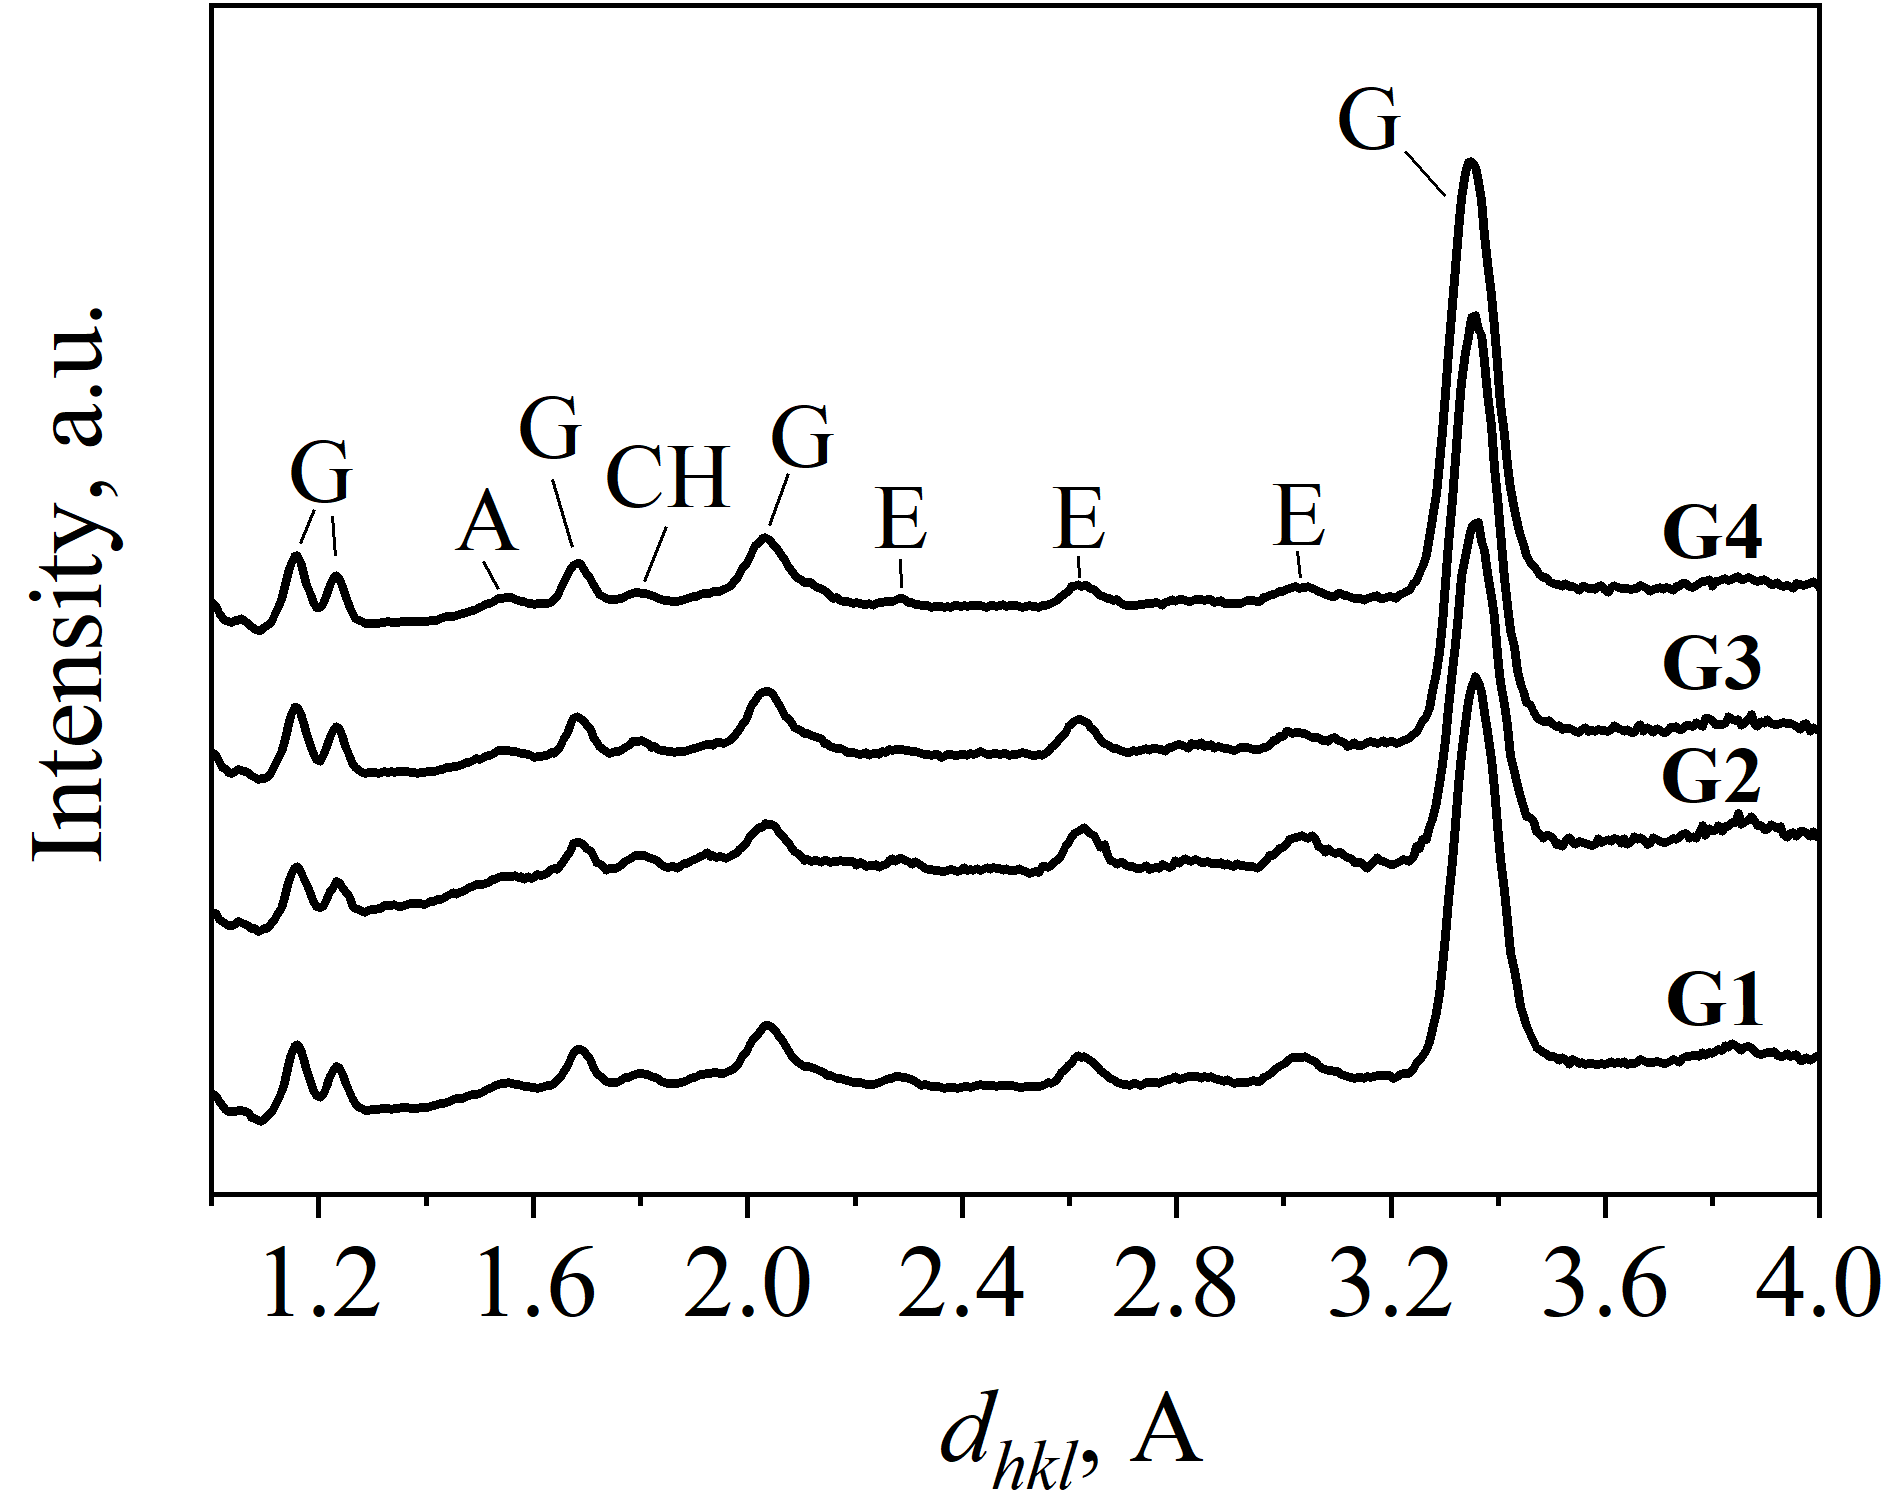 G
G
G
CH
G
A
E
E
E
G4
G3
G2
G1
Intensity, a.u.
1.2 1.6 2.0 2.4 2.8 3.2 3.6 4.0
dhkl, A